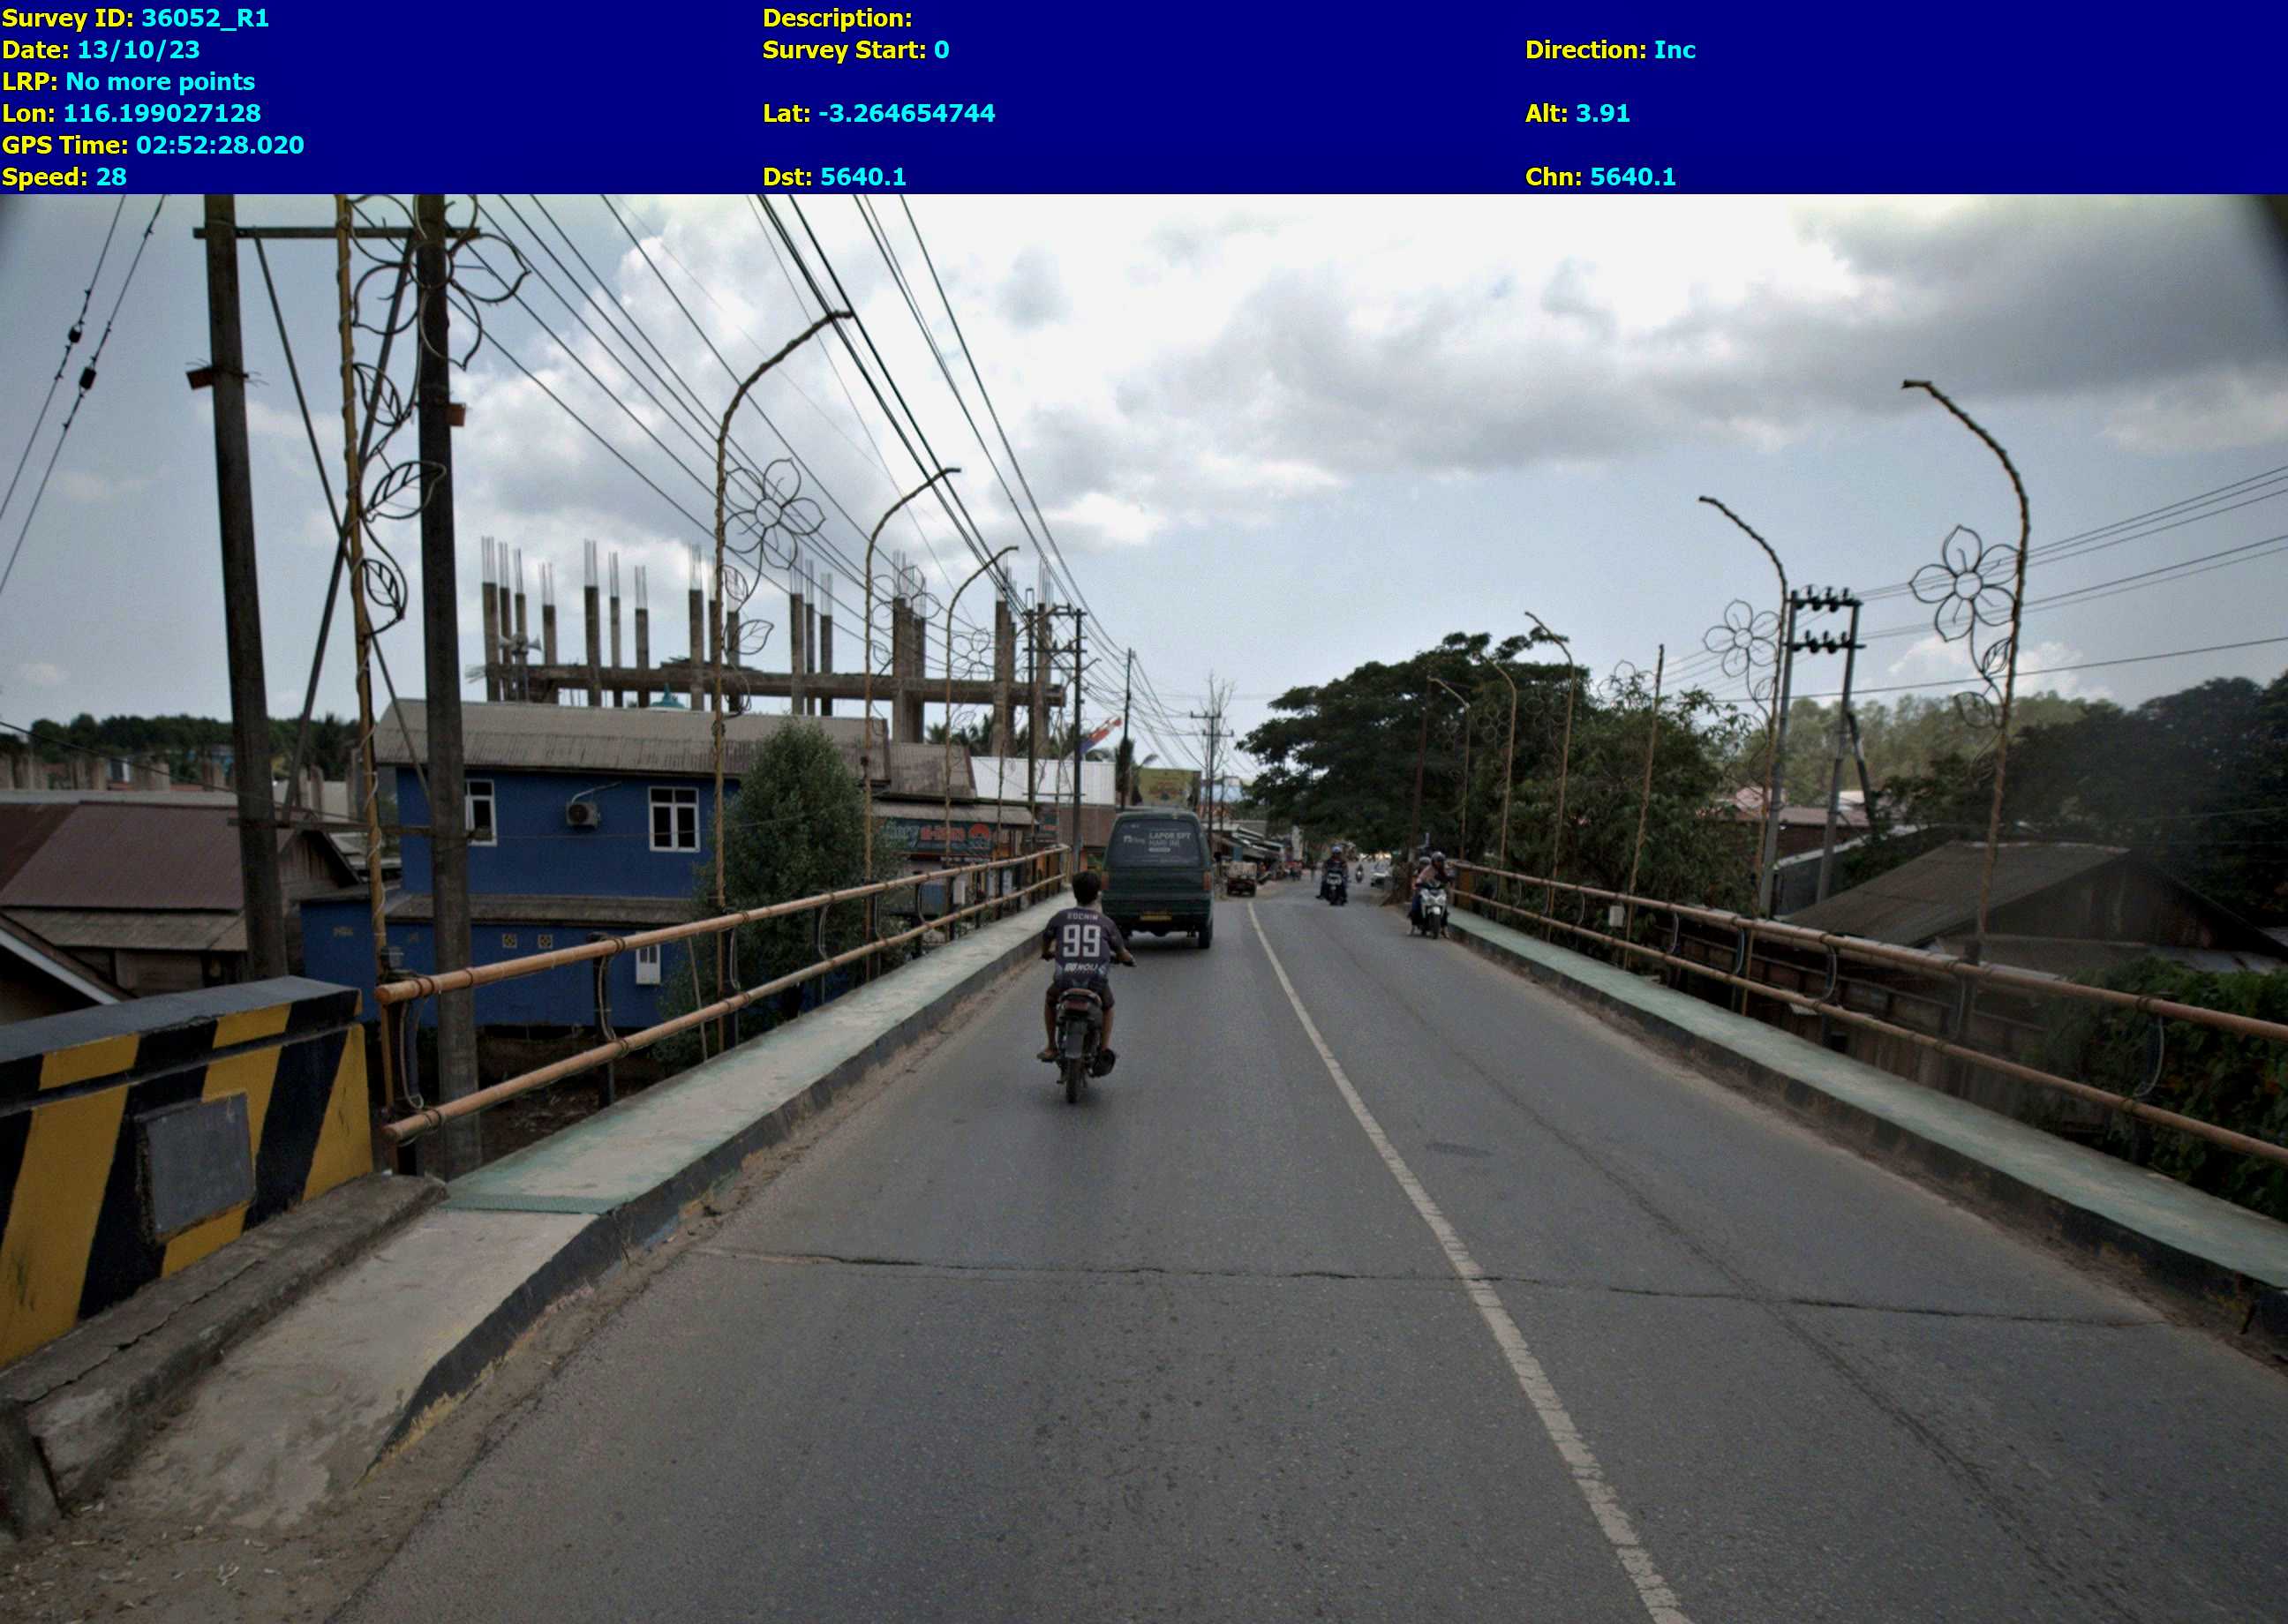 Survey ID: 36052_R1
Description:
Date: 13/10/23
Survey Start: 0
Direction: Inc
LRP: No more points
Lon: 116.199027128
Lat: -3.264654744
Alt: 3.91
GPS Time: 02:52:28.020
Speed: 28
Dst: 5640.1
Chn: 5640.1
LAPOR SPT
HARI INI
99